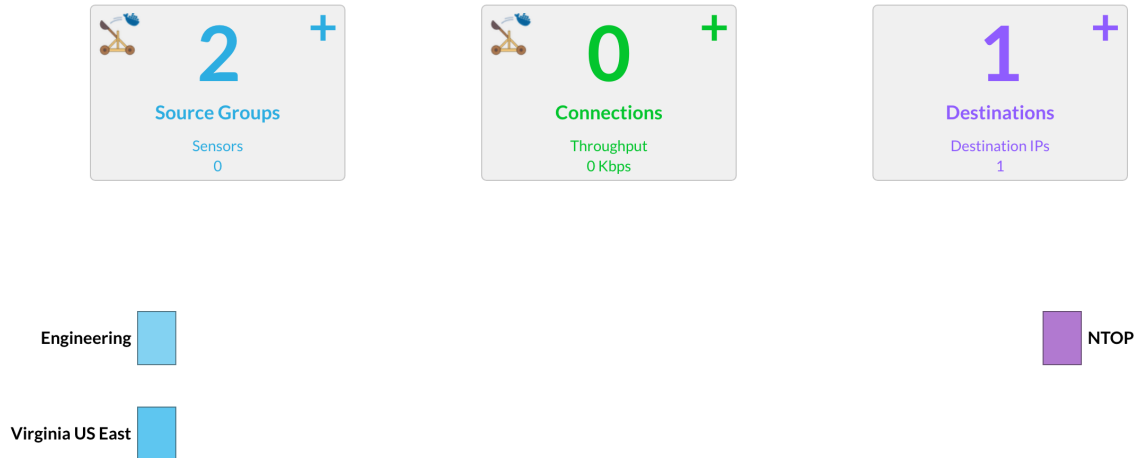 2
+
Source Groups
Sensors
0
0
+
Connections
Throughput
0 Kbps
1
+
Destinations
Destination IPs
1
Engineering
NTOP
Virginia US East